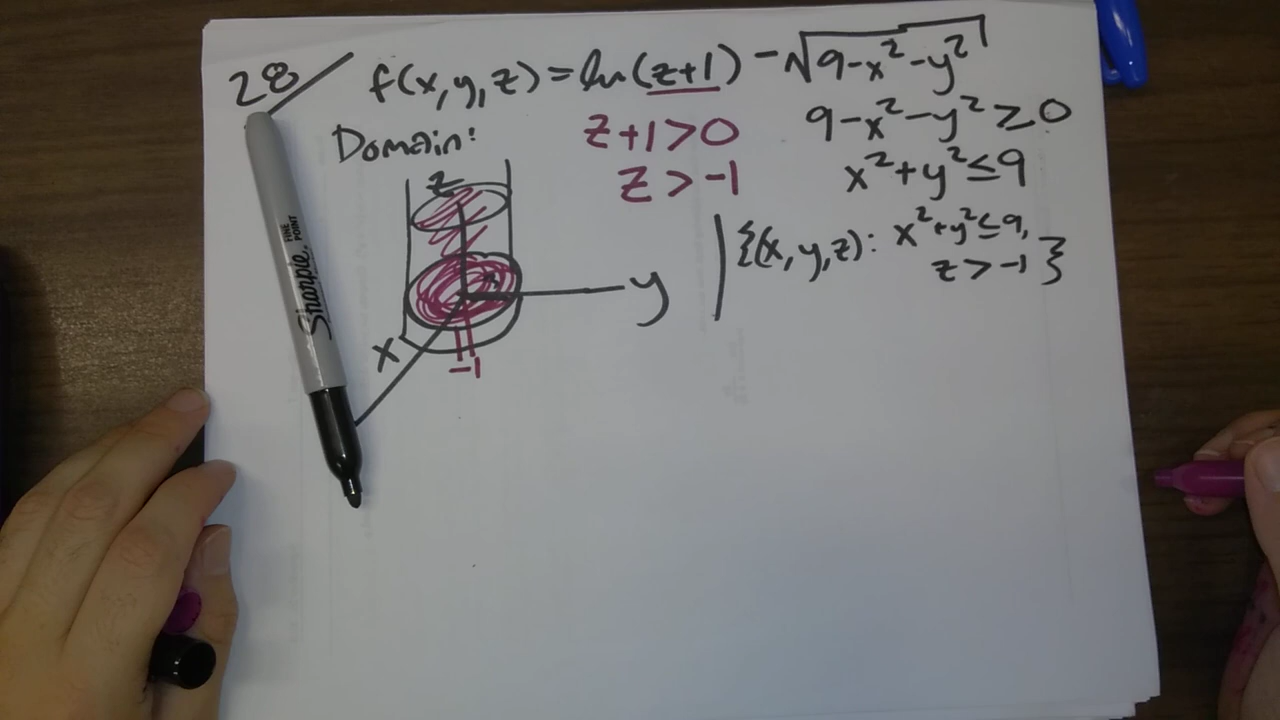 28
f(x,y,z) = ln(z+1) - √9-x²-y²
Domain:
z+1>0
z>-1
9-x²-y²≥0
x²+y²≤9
{(x,y,z): x²+y²≤9,
z>-1}
z
y
x
-1
Sharpie. FINE POINT